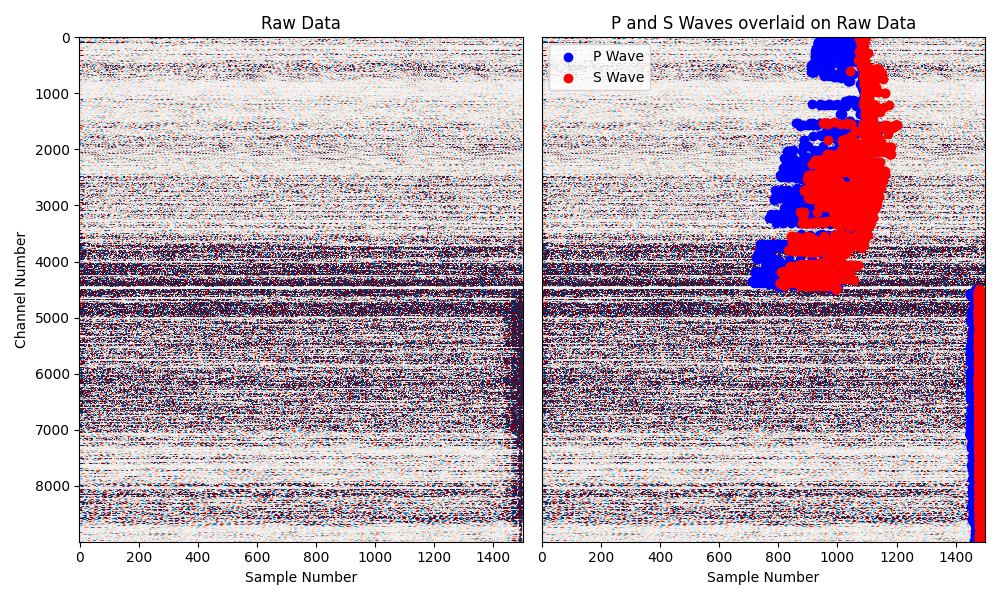 Raw Data
P and S Waves overlaid on Raw Data
P Wave
S Wave
0
1000
2000
3000
4000
5000
6000
7000
8000
Channel Number
0 200 400 600 800 1000 1200 1400
0 200 400 600 800 1000 1200 1400
Sample Number
Sample Number